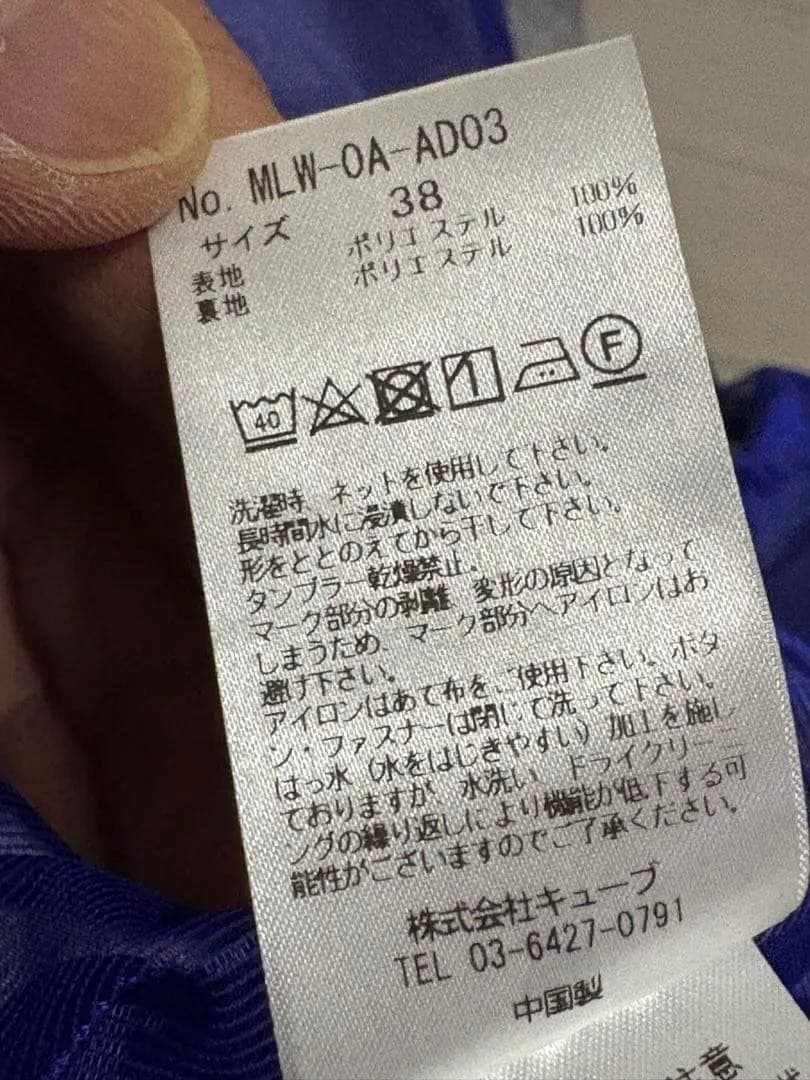 No. MLW-OA-AD03
サイズ 38
表地 ポリエステル 100%
裏地 ポリエステル 100%
40 F
洗濯時 ネットを使用して下さい。
長時間水に浸漬しないで下さい。
形をととのえてから干して下さい。
タンブラー乾燥禁止。
マーク部分の剥離、変形の原因となって
しまうため、マーク部分へアイロンはお
避け下さい。
アイロンはあて布をご使用下さい。ボタ
ン・ファスナーは閉じて洗って下さい。
はっ水（水をはじきやすい）加工を施し
ておりますが、水洗い、ドライクリーニ
ングの繰り返しにより機能が低下する可
能性がございますのでご了承ください。
株式会社キューブ
TEL 03-6427-0791
中国製
注意